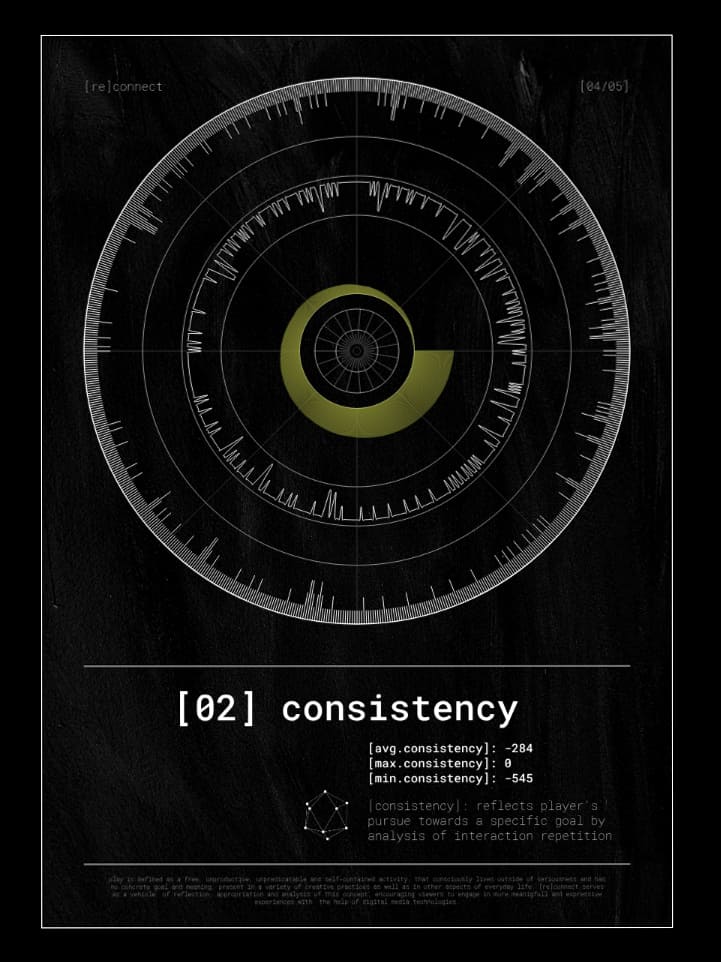 [re]connect
[04/05]
[02] consistency
[avg.consistency]: -284
[max.consistency]: 0
[min.consistency]: -545
|consistency|: reflects player's
pursue towards a specific goal by
analysis of interaction repetition
play is defined as a free, unproductive, unpredicatable and self-contained activity, that consciously lives outside of seriousness and has
no concrete goal and meaning, present in a variety of creative practices as well as in other aspects of everyday life. [re]connect serves
as a vehicle of reflection, appropriation and analysis of this concept, encouraging viewers to engage in more meanigfull and expressive
experiences with the help of digital media technologies.